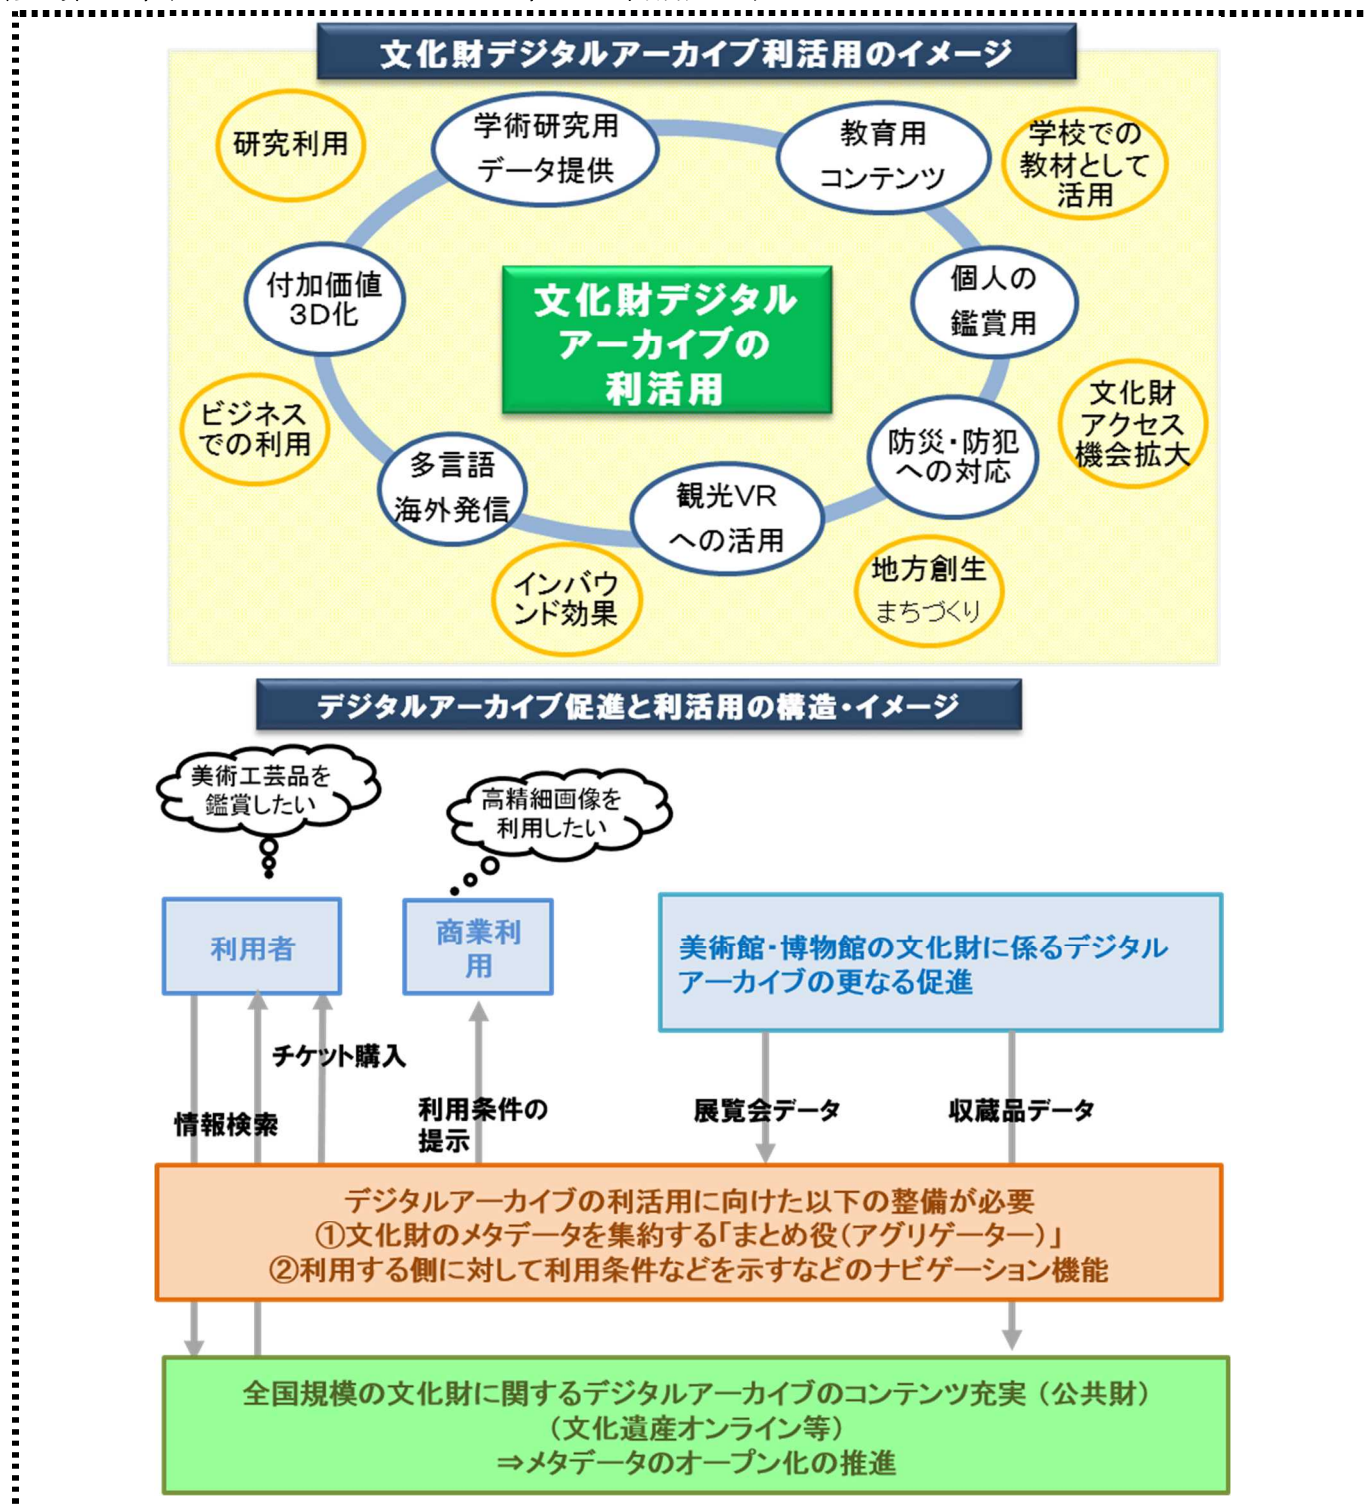 文化財デジタルアーカイブ利活用のイメージ
研究利用
学術研究用
データ提供
教育用
コンテンツ
学校での
教材として
活用
付加価値
3D化
文化財デジタル
アーカイブの
利活用
個人の
鑑賞用
ビジネス
での利用
多言語
海外発信
観光VR
への活用
防災・防犯
への対応
文化財
アクセス
機会拡大
インバウ
ンド効果
地方創生
まちづくり
デジタルアーカイブ促進と利活用の構造・イメージ
美術工芸品を
鑑賞したい
高精細画像を
利用したい
利用者
商業利
用
美術館・博物館の文化財に係るデジタル
アーカイブの更なる促進
チケット購入
情報検索
利用条件の
提示
展覧会データ
収蔵品データ
デジタルアーカイブの利活用に向けた以下の整備が必要
①文化財のメタデータを集約する「まとめ役(アグリゲーター)」
②利用する側に対して利用条件などを示すなどのナビゲーション機能
全国規模の文化財に関するデジタルアーカイブのコンテンツ充実(公共財)
(文化遺産オンライン等)
⇒メタデータのオープン化の推進